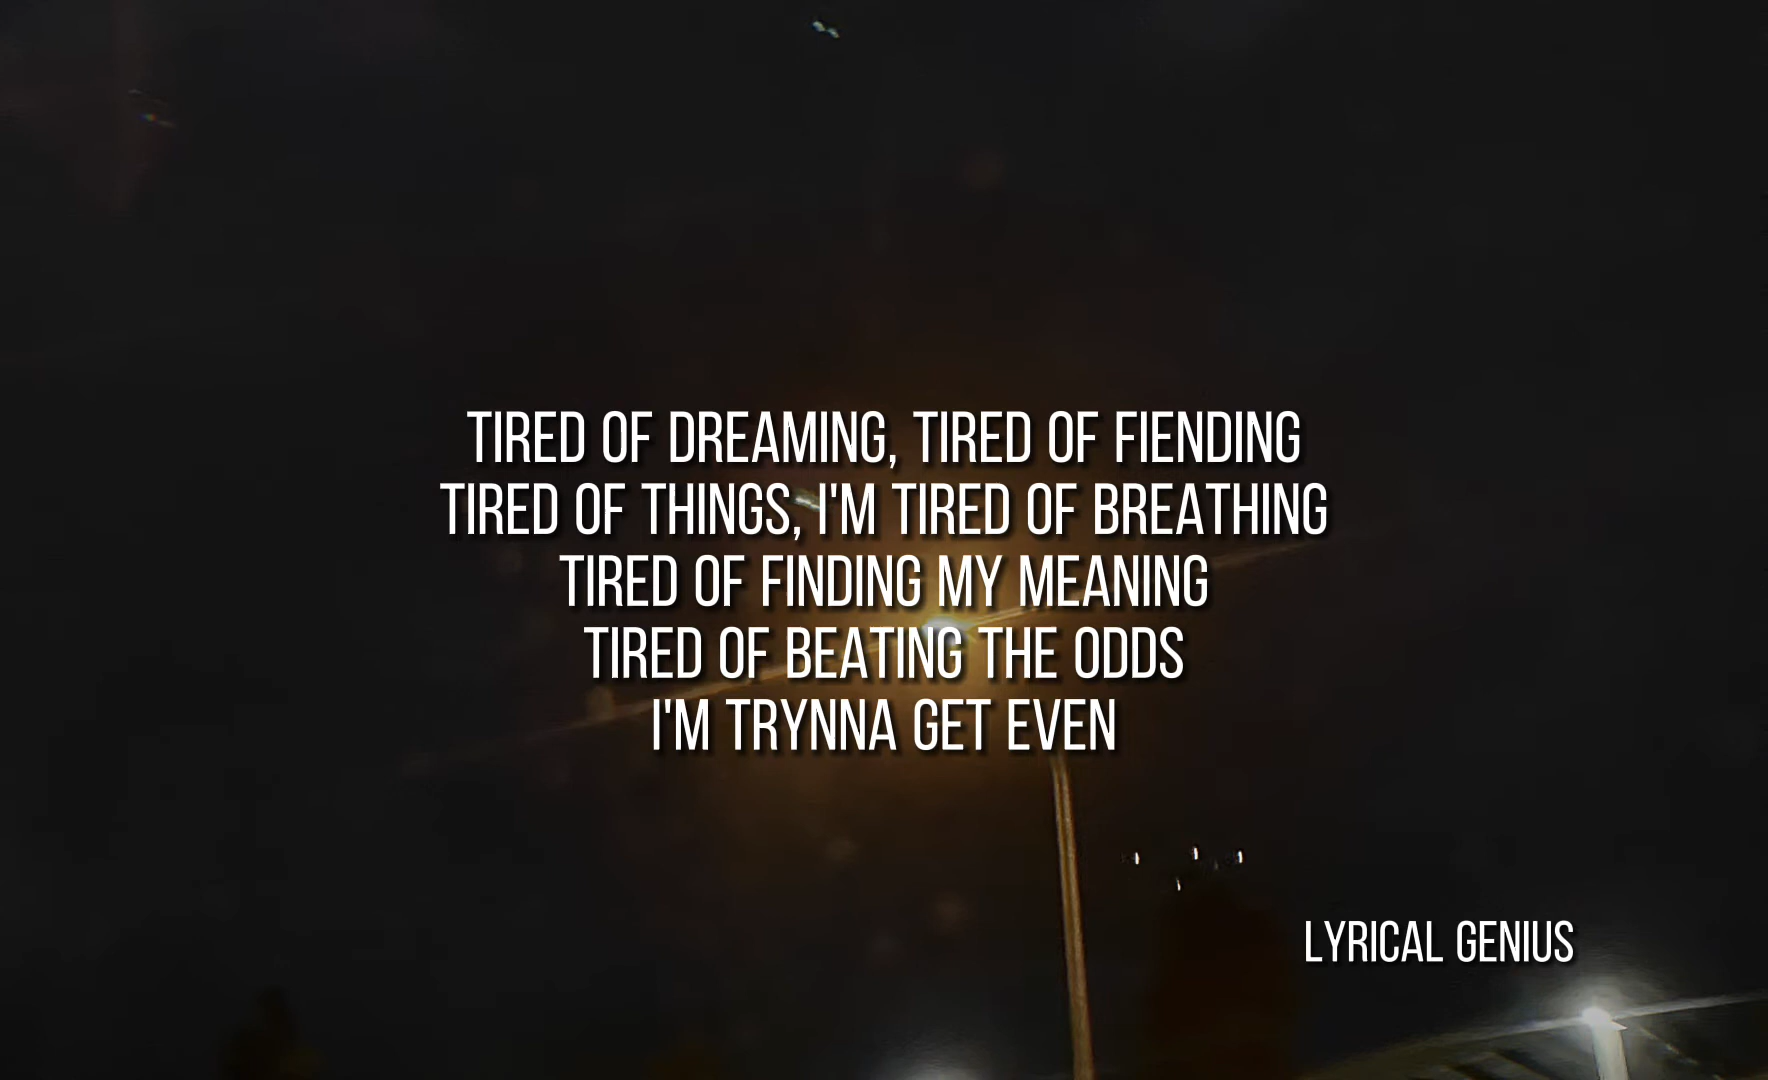 TIRED OF DREAMING, TIRED OF FIENDING
TIRED OF THINGS, I'M TIRED OF BREATHING
TIRED OF FINDING MY MEANING
TIRED OF BEATING THE ODDS
I'M TRYNNA GET EVEN
LYRICAL GENIUS